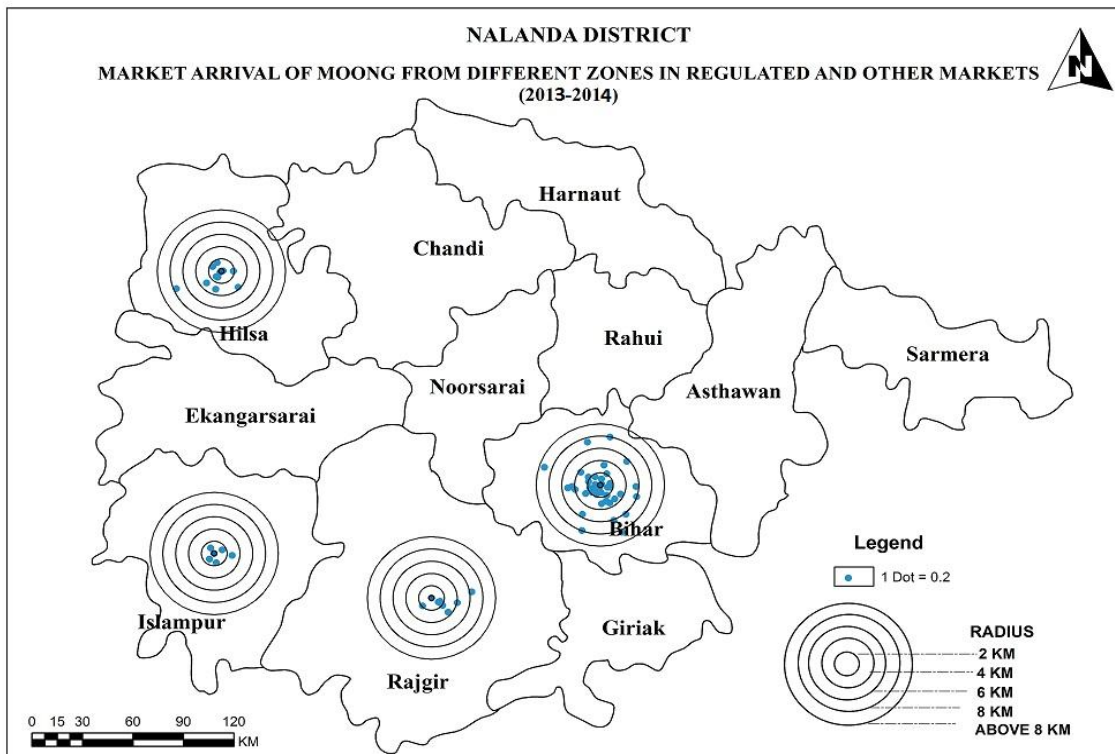 NALANDA DISTRICT
MARKET ARRIVAL OF MOONG FROM DIFFERENT ZONES IN REGULATED AND OTHER MARKETS
(2013-2014)
N
Harnaut
Chandi
Hilsa
Rahui
Sarmera
Noorsarai
Asthawan
Ekangarsarai
Bihar
Legend
1 Dot = 0.2
Islampur
Giriak
Rajgir
RADIUS
2 KM
4 KM
6 KM
8 KM
ABOVE 8 KM
0 15 30 60 90 120
KM